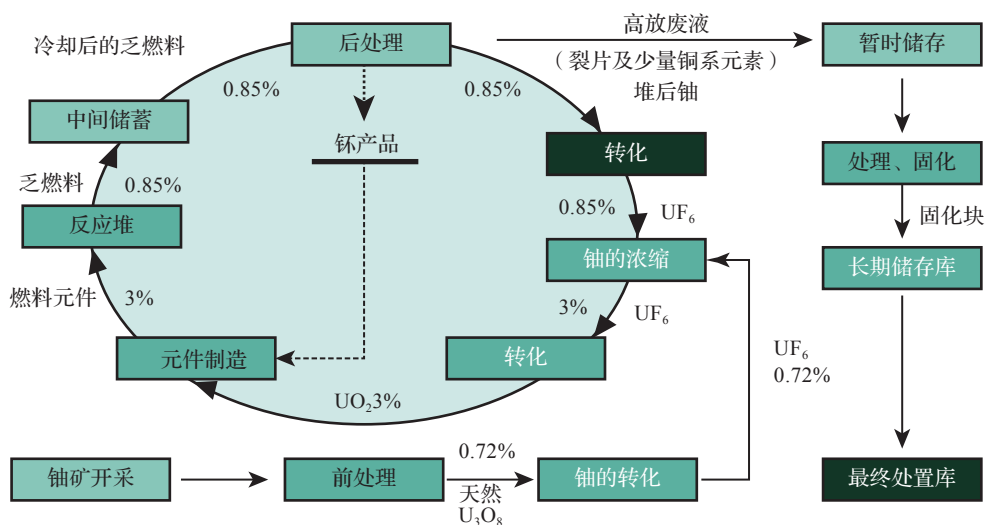 冷却后的乏燃料
后处理
高放废液
（裂片及少量铜系元素）
堆后铀
暂时储存
0.85%
0.85%
中间储蓄
钚产品
转化
处理、固化
乏燃料
0.85%
0.85%
UF₆
固化块
反应堆
铀的浓缩
长期储存库
燃料元件
3%
3%
UF₆
元件制造
转化
UF₆
0.72%
UO₂3%
铀矿开采
前处理
0.72%
天然
U₃O₈
铀的转化
最终处置库